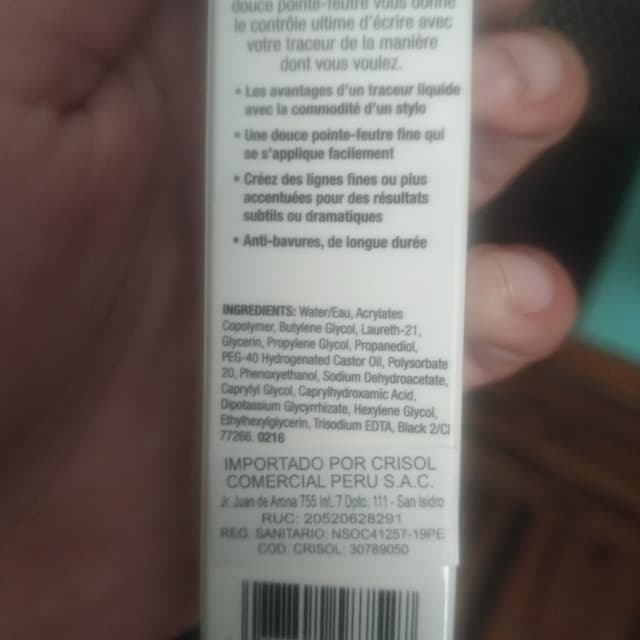 douce pointe-feutre vous donne
le contrôle ultime d'écrire avec
votre traceur de la manière
dont vous voulez.
• Les avantages d'un traceur liquide
avec la commodité d'un stylo
• Une douce pointe-feutre fine qui
se s'applique facilement
• Créez des lignes fines ou plus
accentuées pour des résultats
subtils ou dramatiques
• Anti-bavures, de longue durée
INGREDIENTS: Water/Eau, Acrylates
Copolymer, Butylene Glycol, Laureth-21,
Glycerin, Propylene Glycol, Propanediol,
PEG-40 Hydrogenated Castor Oil, Polysorbate
20, Phenoxyethanol, Sodium Dehydroacetate,
Caprylyl Glycol, Caprylhydroxamic Acid,
Dipotassium Glycyrrhizate, Hexylene Glycol,
Ethylhexylglycerin, Trisodium EDTA, Black 2/CI
77266. 0216
IMPORTADO POR CRISOL
COMERCIAL PERU S.A.C.
Jr. Juan de Arona 755 int. 7 Dpto: 111 - San Isidro
RUC: 20520628291
REG. SANITARIO: NSOC41257-19PE
COD. CRISOL: 30789050